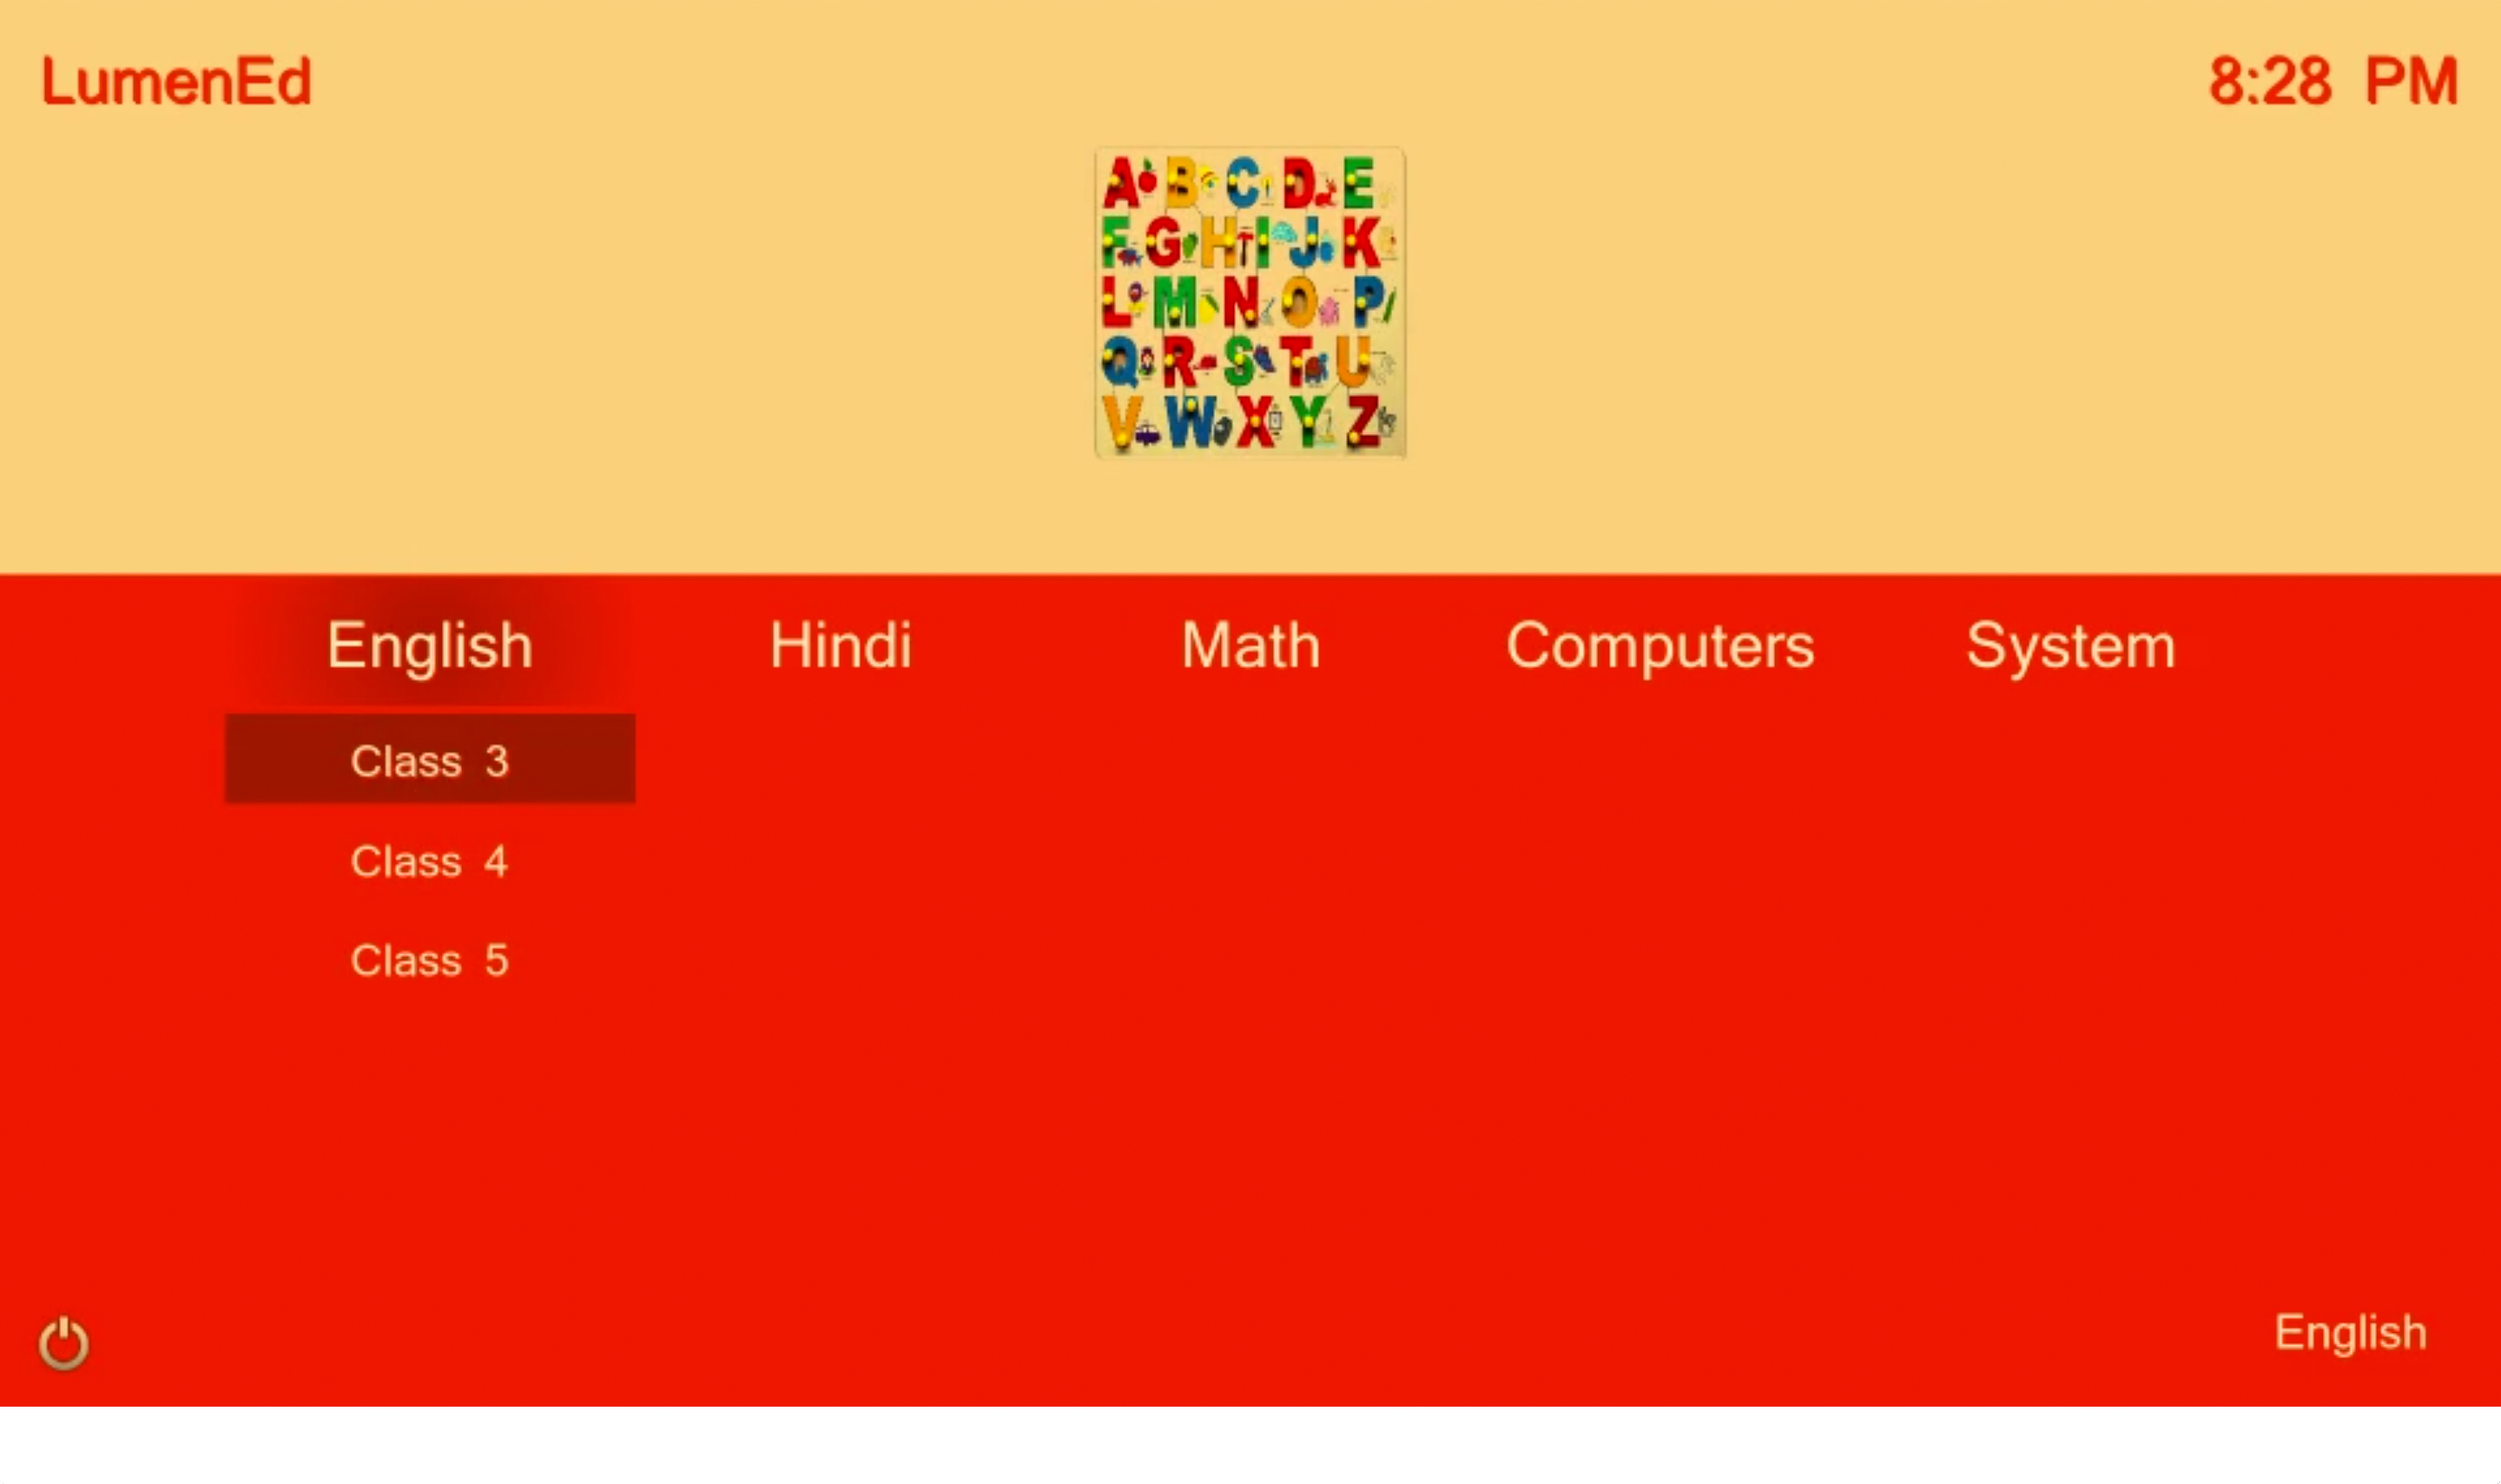 LumenEd
8:28 PM
A B C D E
F G H I J K
L M N O P
Q R S T U
V W X Y Z
English Hindi Math Computers System
Class 3
Class 4
Class 5
English